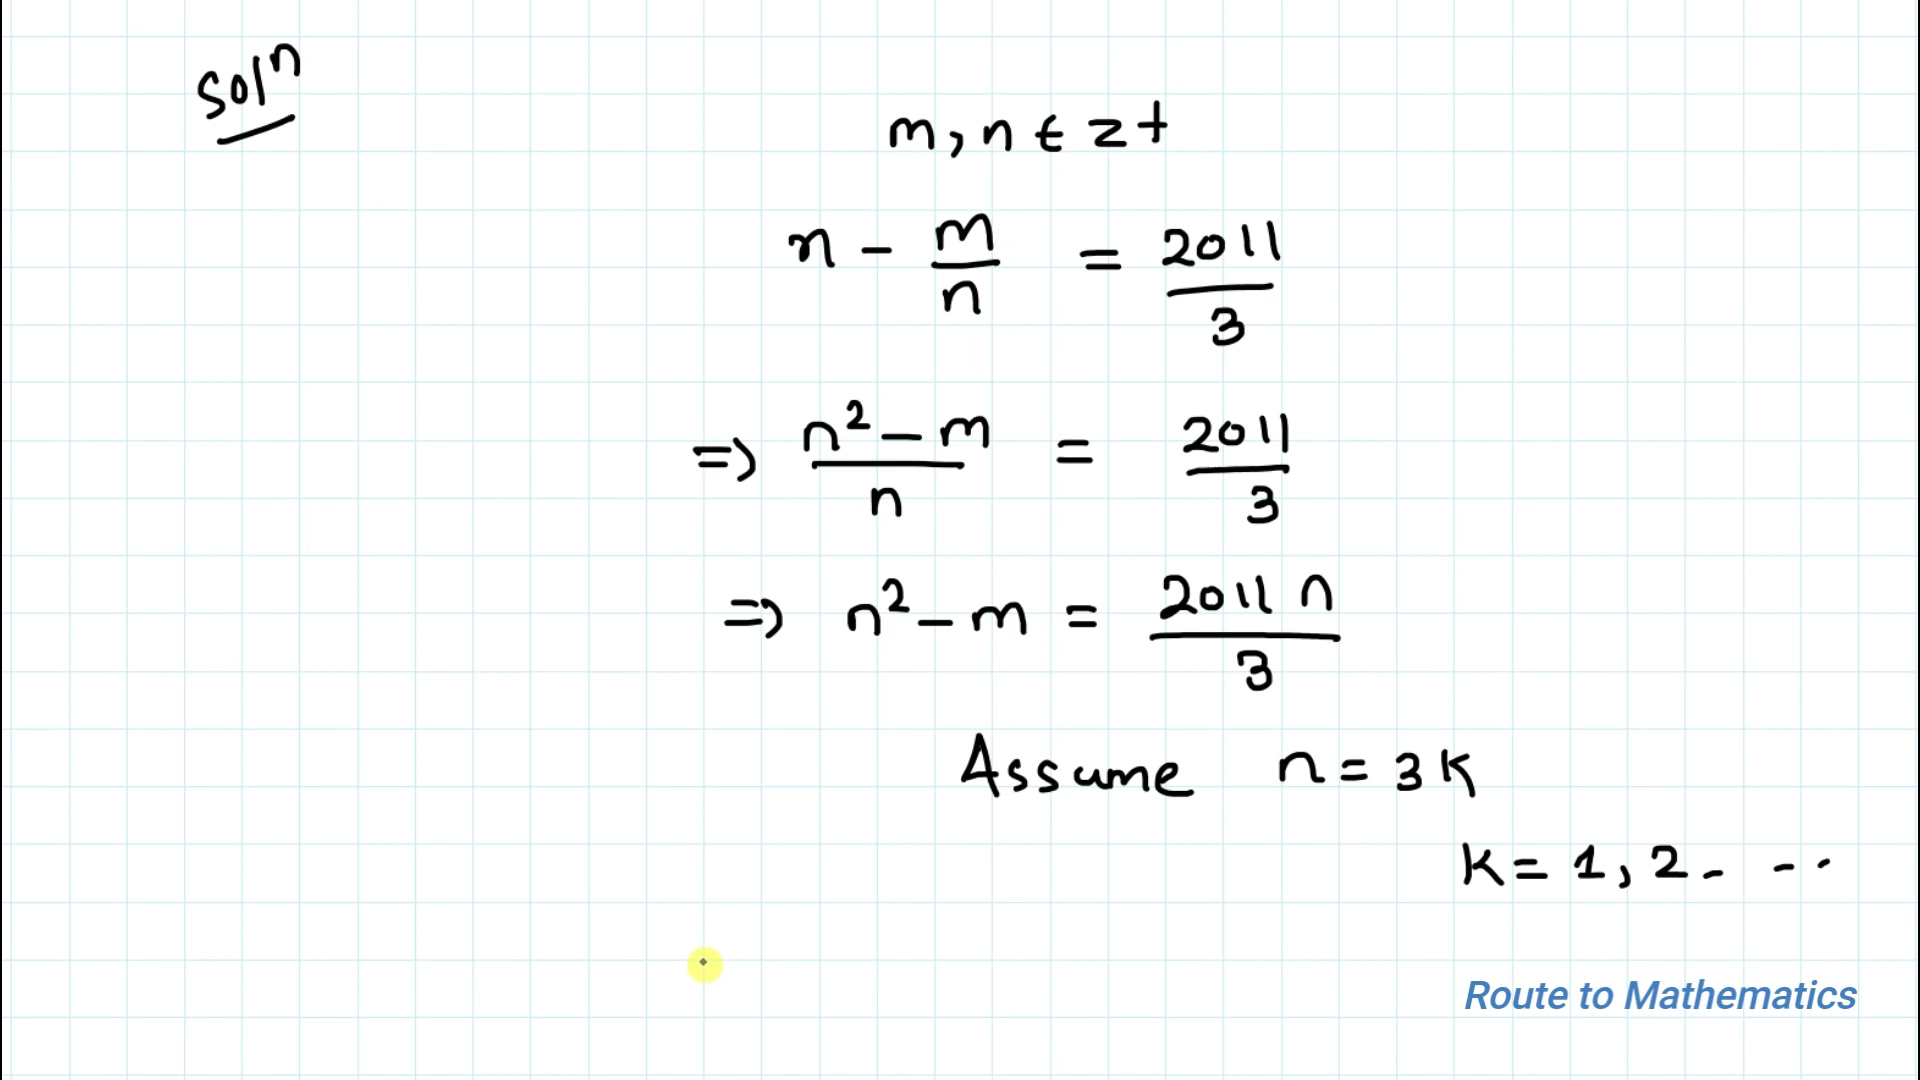 Solⁿ
m, n ∈ z+
n - m/n = 2011/3
=> n² - m / n = 2011/3
=> n² - m = 2011 n / 3
Assume n = 3K
K = 1, 2 - - - -
Route to Mathematics